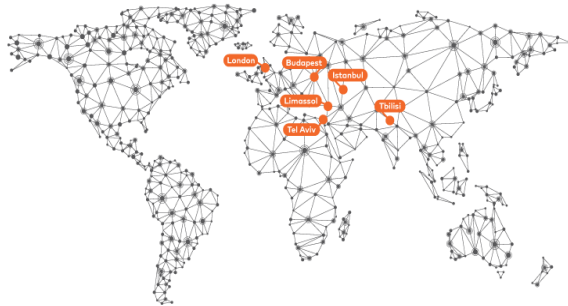 London
Budapest
Istanbul
Limassol
Tbilisi
Tel Aviv